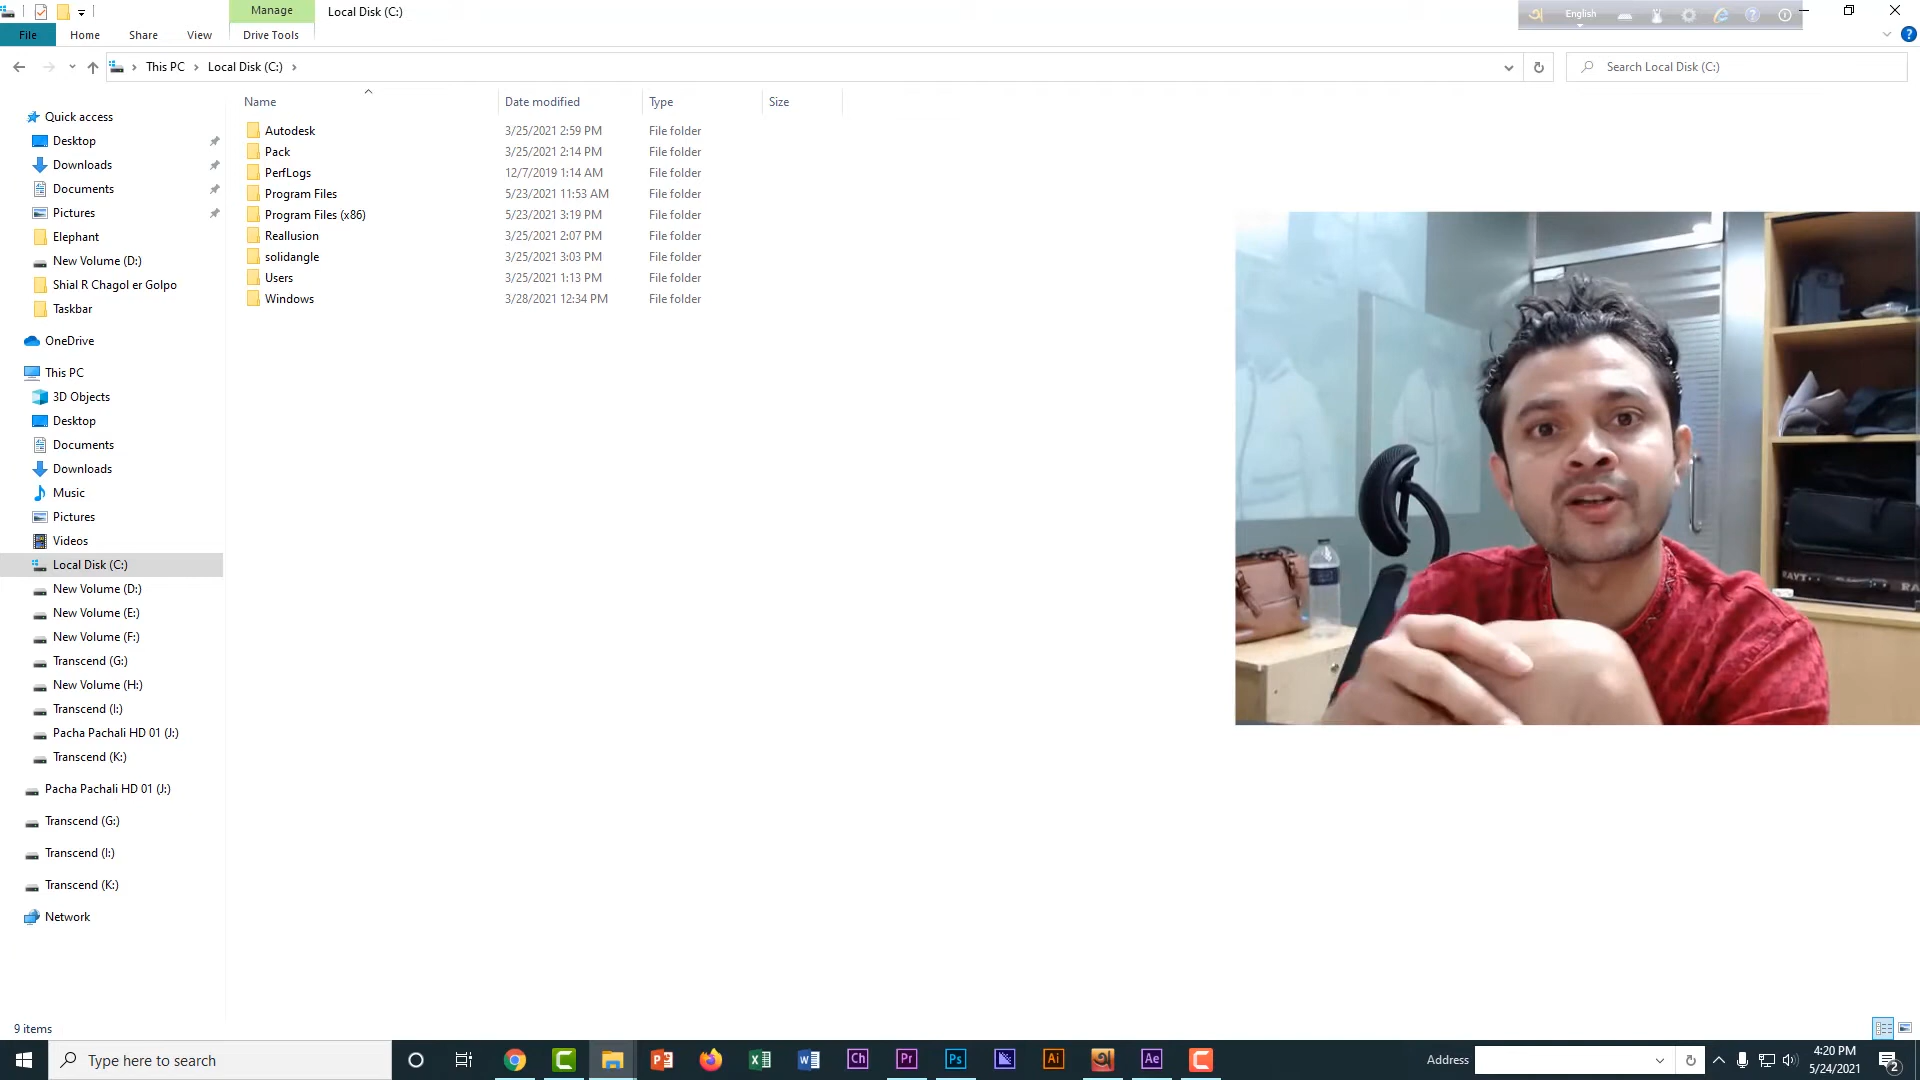 Manage
Local Disk (C:)
English
File
Home
Share
View
Drive Tools
This PC
Local Disk (C:)
Search Local Disk (C:)
Name
Date modified
Type
Size
Autodesk
3/25/2021 2:59 PM
File folder
Pack
3/25/2021 2:14 PM
File folder
PerfLogs
12/7/2019 1:14 AM
File folder
Program Files
5/23/2021 11:53 AM
File folder
Program Files (x86)
5/23/2021 3:19 PM
File folder
Reallusion
3/25/2021 2:07 PM
File folder
solidangle
3/25/2021 3:03 PM
File folder
Users
3/25/2021 1:13 PM
File folder
Windows
3/28/2021 12:34 PM
File folder
Quick access
Desktop
Downloads
Documents
Pictures
Elephant
New Volume (D:)
Shial R Chagol er Golpo
Taskbar
OneDrive
This PC
3D Objects
Desktop
Documents
Downloads
Music
Pictures
Videos
Local Disk (C:)
New Volume (D:)
New Volume (E:)
New Volume (F:)
Transcend (G:)
New Volume (H:)
Transcend (I:)
Pacha Pachali HD 01 (J:)
Transcend (K:)
Pacha Pachali HD 01 (J:)
Transcend (G:)
Transcend (I:)
Transcend (K:)
Network
9 items
Type here to search
Ch
Pr
Ps
Ai
Ae
Address
4:20 PM
5/24/2021
2